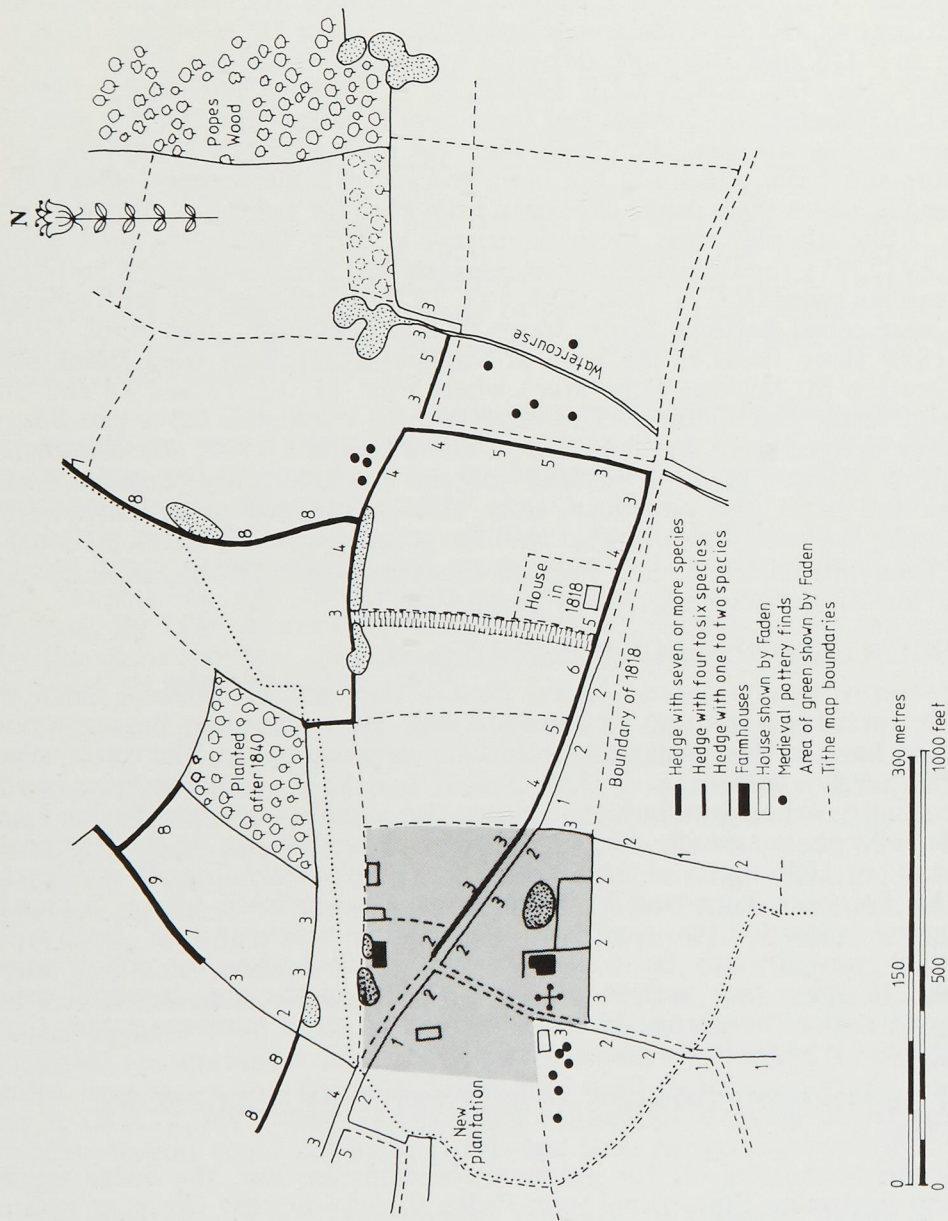 N
Popes
Wood
Planted
after 1840
7
8
8
8
8
9
7
3
2
3
3
8
8
5
3
4
4
4
5
5
3
3
4
5
6
5
4
3
3
2
3
5
3
3
Watercourse
House
in
1818
2
2
1
2
3
2
2
1
4
2
3
5
Boundary of 1818
New
plantation
2
1
2
2
2
3
3
2
2
1
1
Hedge with seven or more species
Hedge with four to six species
Hedge with one to two species
Farmhouses
House shown by Faden
Medieval pottery finds
Area of green shown by Faden
Tithe map boundaries
0 150 300 metres
0 500 1000 feet